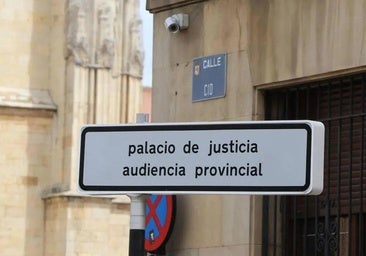 CALLE
CID
palacio de justicia
audiencia provincial